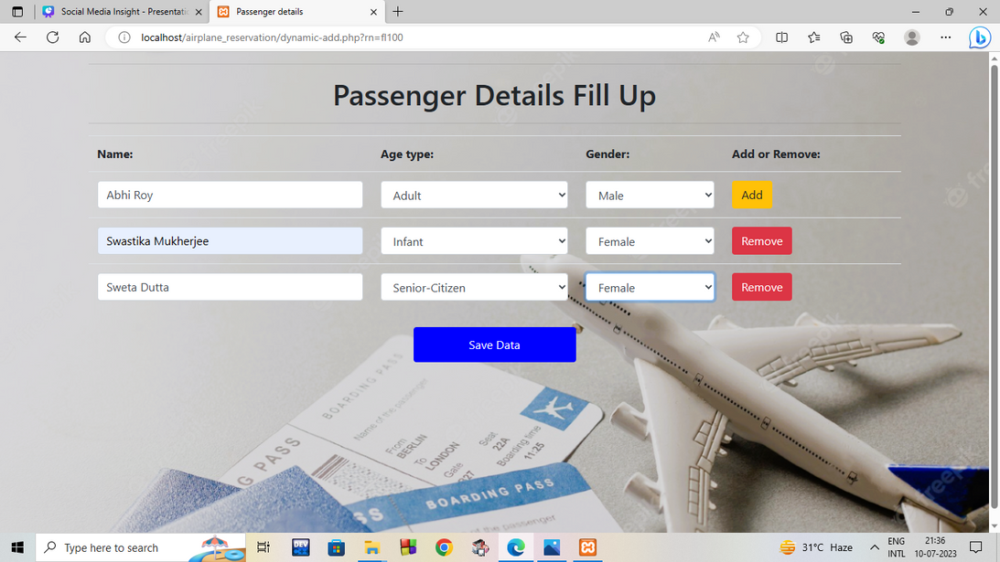 Social Media Insight - Presentatio
Passenger details
localhost/airplane_reservation/dynamic-add.php?rn=fl100
Passenger Details Fill Up
Name: Age type: Gender: Add or Remove:
Abhi Roy Adult Male Add
Swastika Mukherjee Infant Female Remove
Sweta Dutta Senior-Citizen Female Remove
Save Data
BOARDING PASS
Name of the passenger
From
BERLIN
To
LONDON
Gate
Seat
22A
Boarding time
11:25
BOARDING PASS
BOARDING PASS
Name of the passenger
freepik
Type here to search
DEV
31°C Haze
ENG
INTL
21:36
10-07-2023